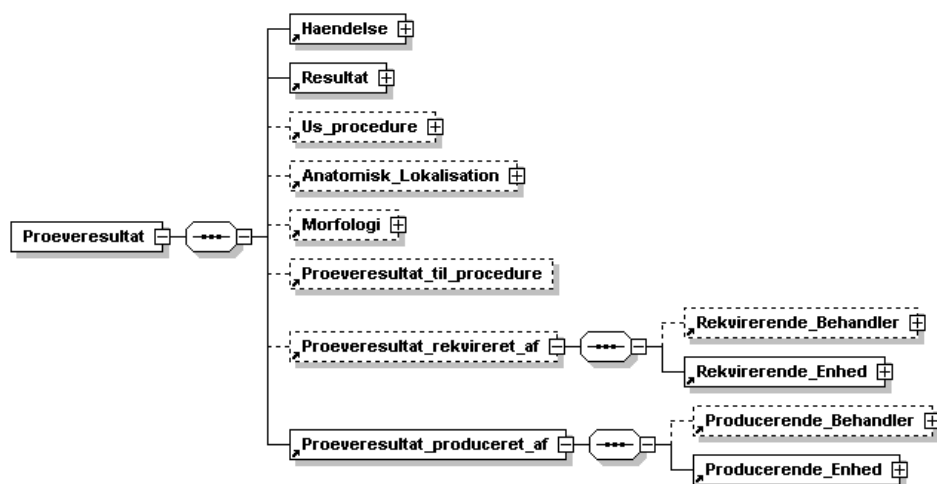 Haendelse
Resultat
Us_procedure
Anatomisk_Lokalisation
Proeveresultat
Morfologi
Proeveresultat_til_procedure
Proeveresultat_rekvireret_af
Rekvirerende_Behandler
Rekvirerende_Enhed
Proeveresultat_produceret_af
Producerende_Behandler
Producerende_Enhed